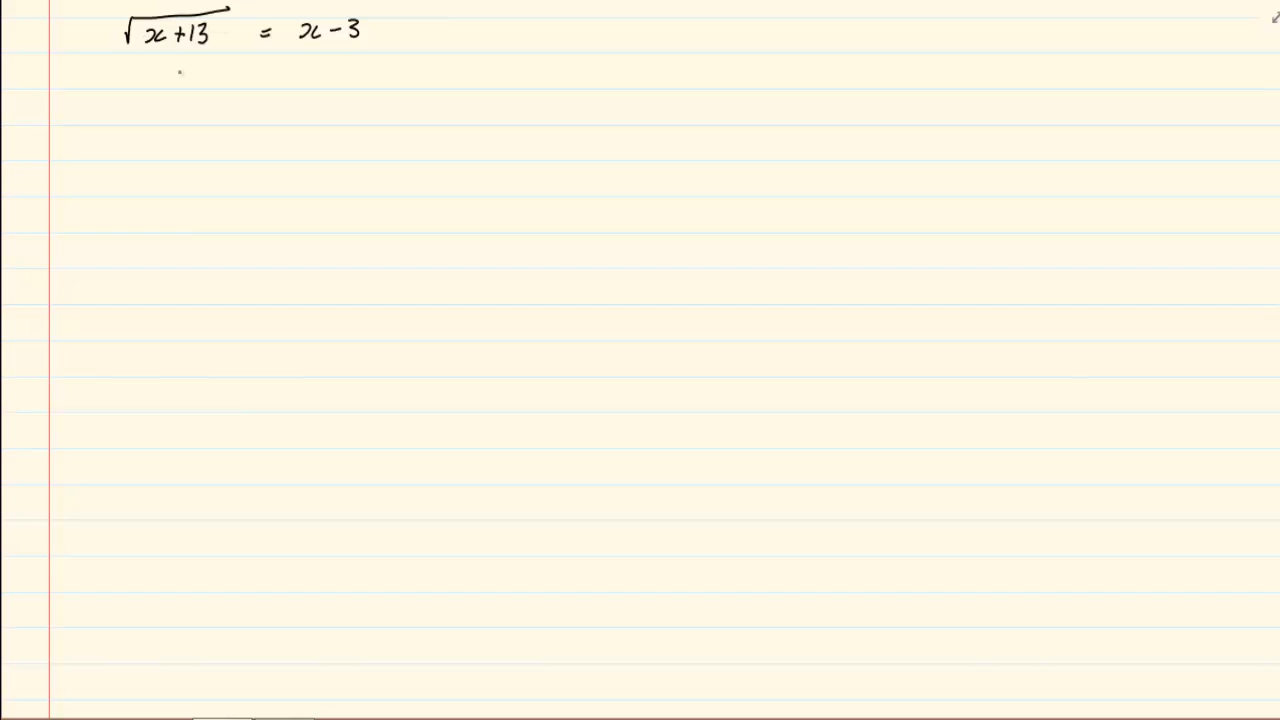 √(x+13) = x-3